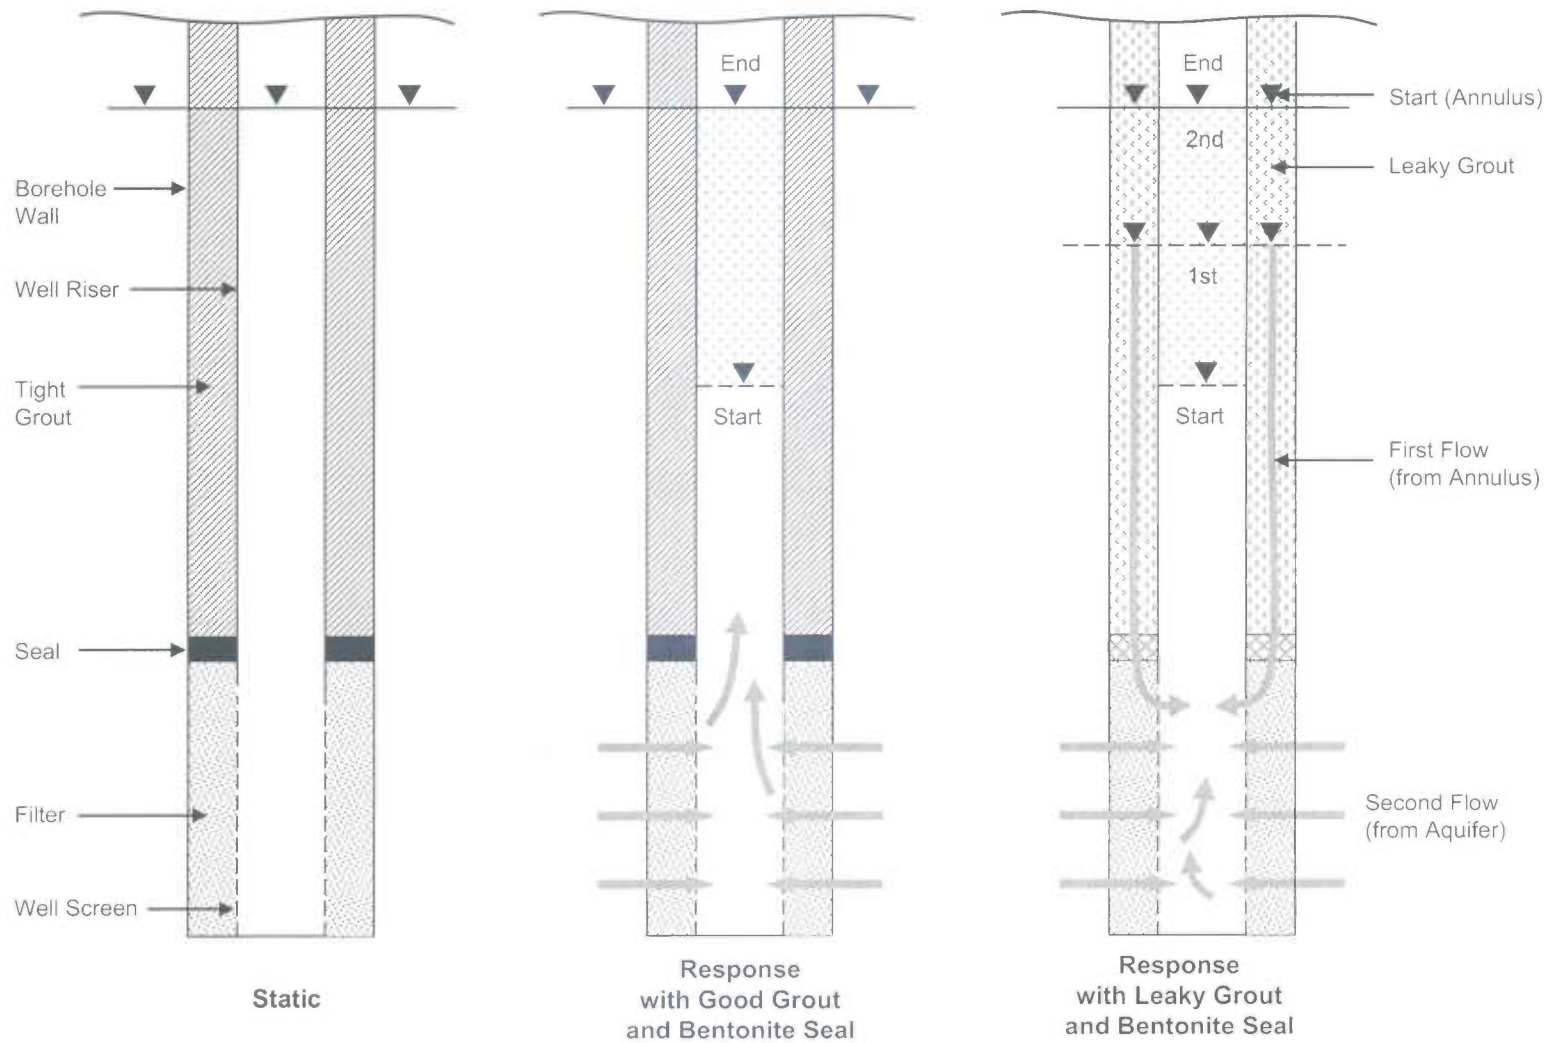 Borehole
Wall
Well Riser
Tight
Grout
Seal
Filter
Well Screen
Static
End
Start
Response
with Good Grout
and Bentonite Seal
End
2nd
1st
Start
Start (Annulus)
Leaky Grout
First Flow
(from Annulus)
Second Flow
(from Aquifer)
Response
with Leaky Grout
and Bentonite Seal